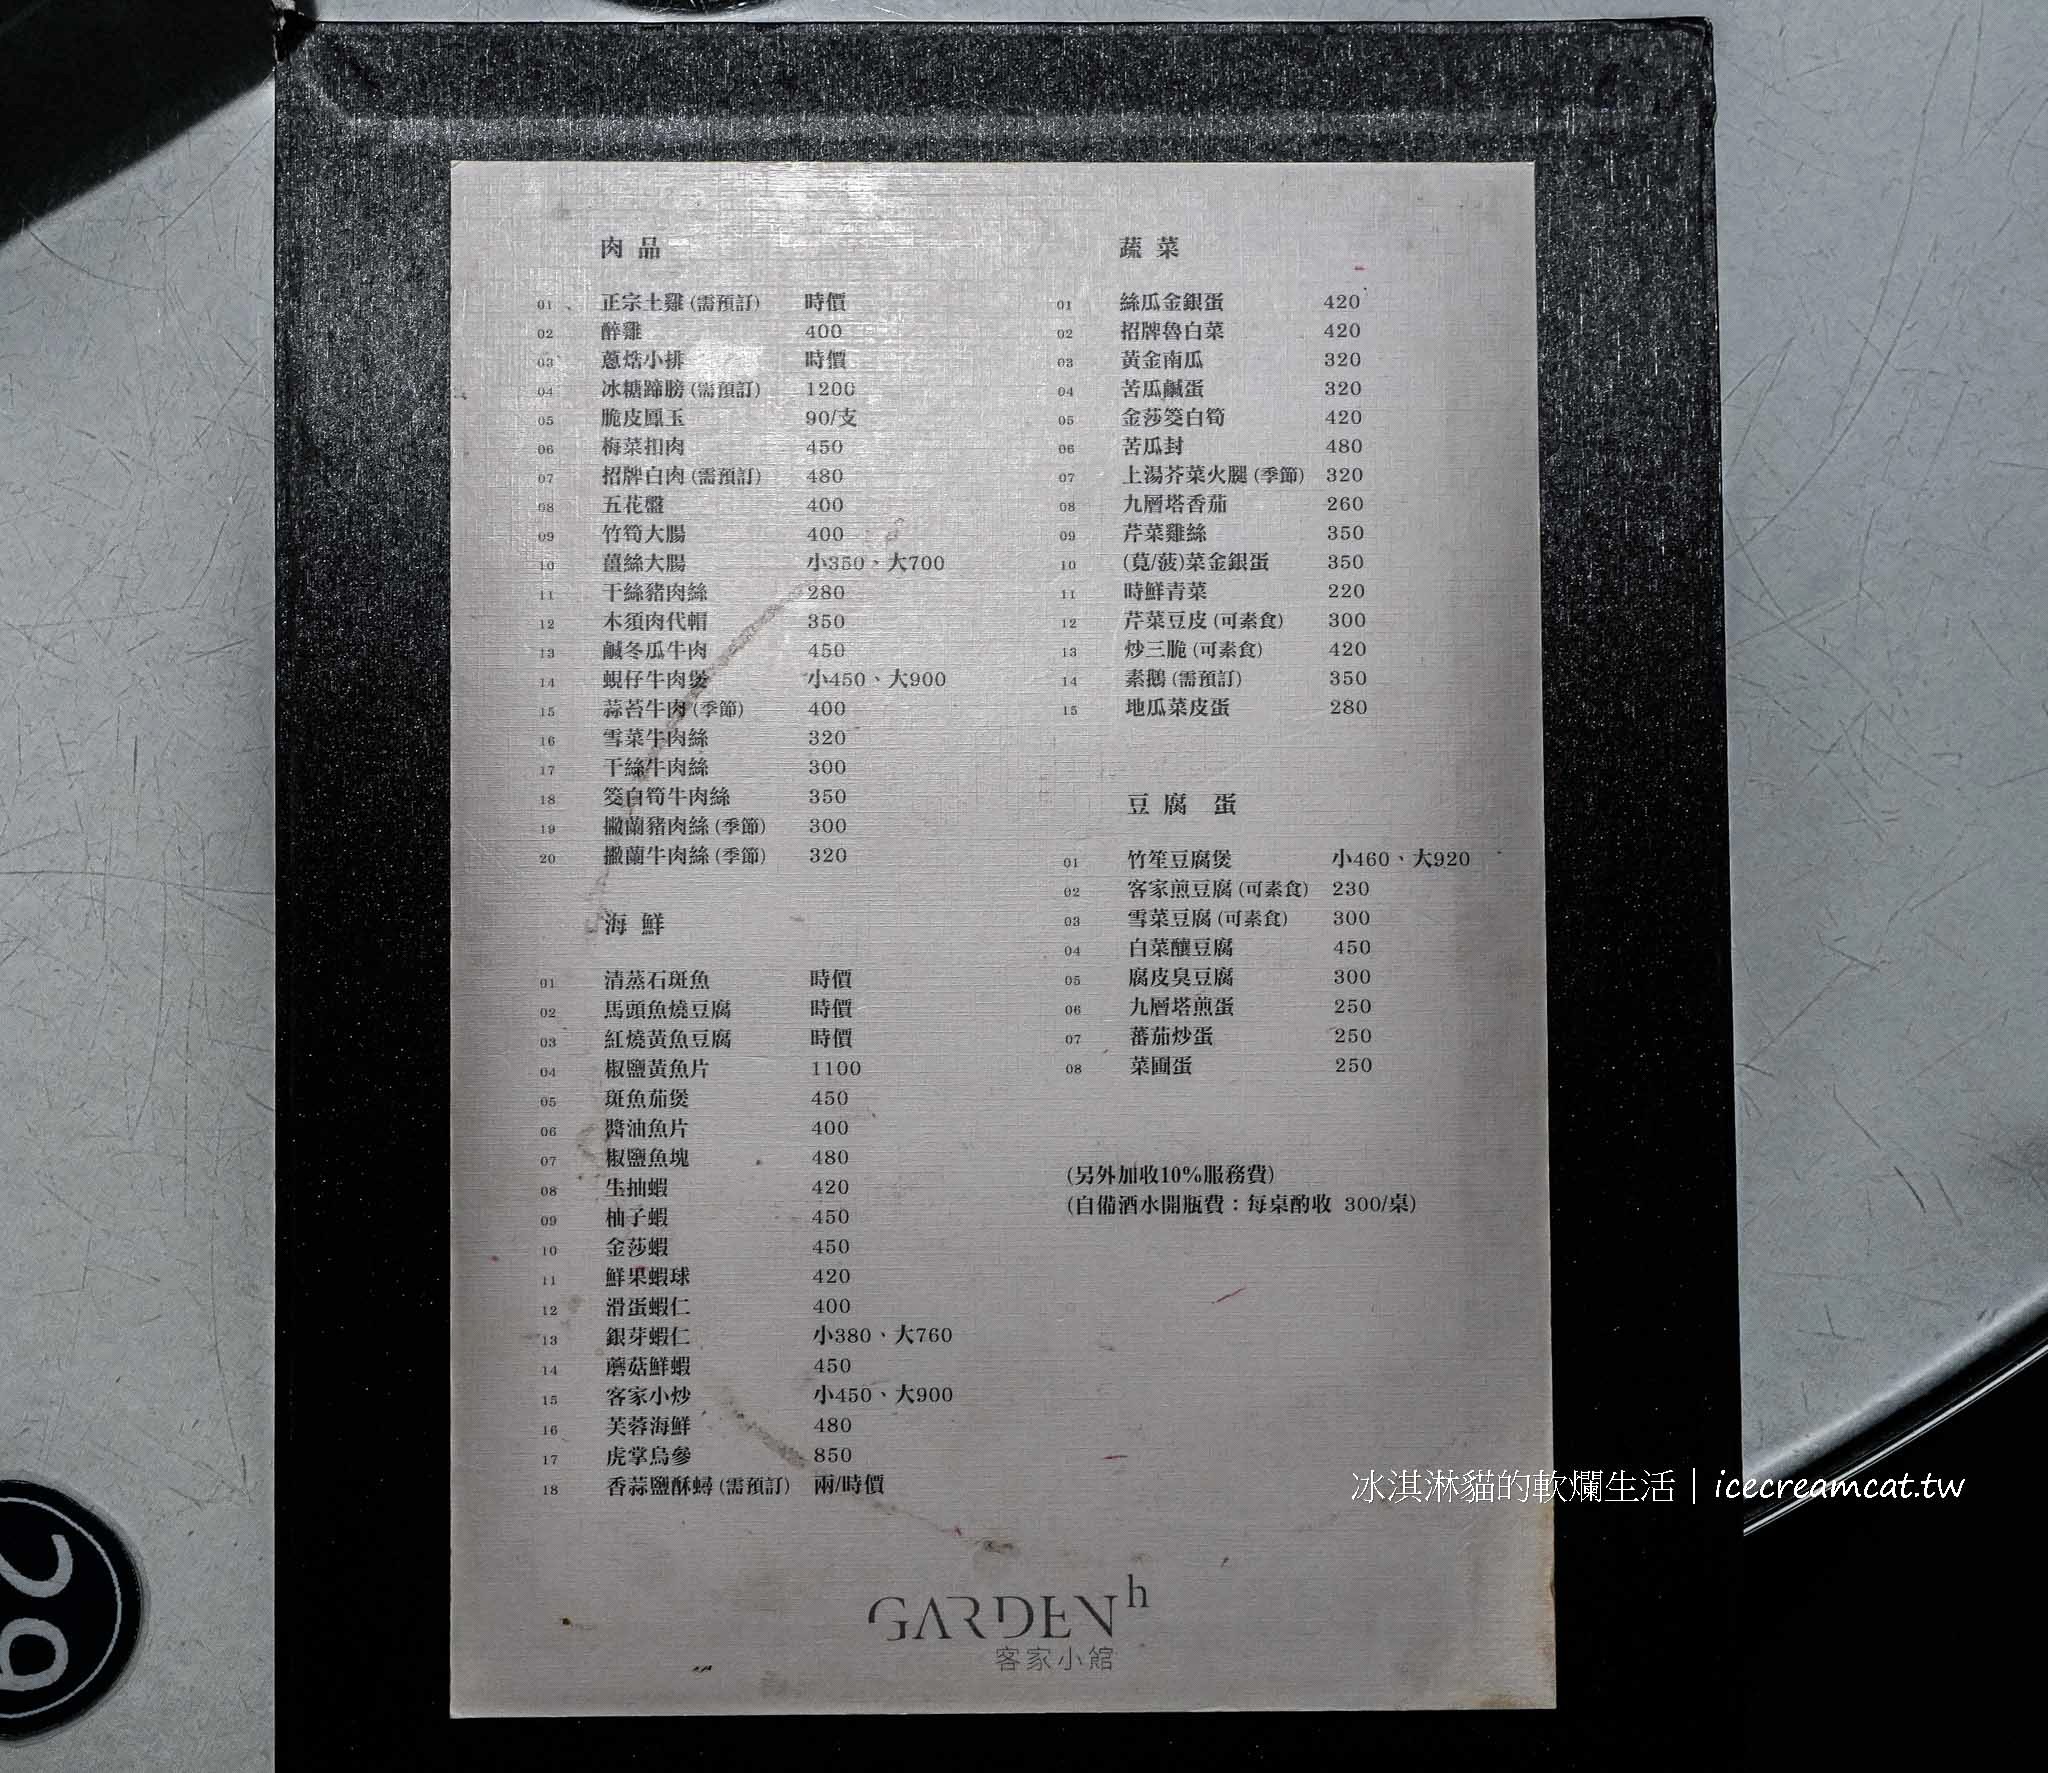 肉品
01 正宗土雞(需預訂) 時價
02 醉雞 400
03 蔥焅小排 時價
04 冰糖蹄膀(需預訂) 1200
05 脆皮鳳玉 90/支
06 梅菜扣肉 450
07 招牌白肉(需預訂) 480
08 五花盤 400
09 竹筍大腸 400
10 薑絲大腸 小350、大700
11 干絲豬肉絲 280
12 木須肉代帽 350
13 鹹冬瓜牛肉 450
14 蜆仔牛肉煲 小450、大900
15 蒜苔牛肉(季節) 400
16 雪菜牛肉絲 320
17 干絲牛肉絲 300
18 筊白筍牛肉絲 350
19 撇蘭豬肉絲(季節) 300
20 撇蘭牛肉絲(季節) 320
海鮮
01 清蒸石斑魚 時價
02 馬頭魚燒豆腐 時價
03 紅燒黃魚豆腐 時價
04 椒鹽黃魚片 1100
05 斑魚茄煲 450
06 醬油魚片 400
07 椒鹽魚塊 480
08 生抽蝦 420
09 柚子蝦 450
10 金莎蝦 450
11 鮮果蝦球 420
12 滑蛋蝦仁 400
13 銀芽蝦仁 小380、大760
14 蘑菇鮮蝦 450
15 客家小炒 小450、大900
16 芙蓉海鮮 480
17 虎掌烏參 850
18 香蒜鹽酥蟳(需預訂) 兩/時價
蔬菜
01 絲瓜金銀蛋 420
02 招牌魯白菜 420
03 黃金南瓜 320
04 苦瓜鹹蛋 320
05 金莎筊白筍 420
06 苦瓜封 480
07 上湯芥菜火腿(季節) 320
08 九層塔香茄 260
09 芹菜雞絲 350
10 (莧/菠)菜金銀蛋 350
11 時鮮青菜 220
12 芹菜豆皮(可素食) 300
13 炒三脆(可素食) 420
14 素鵝(需預訂) 350
15 地瓜菜皮蛋 280
豆腐 蛋
01 竹笙豆腐煲 小460、大920
02 客家煎豆腐(可素食) 230
03 雪菜豆腐(可素食) 300
04 白菜釀豆腐 450
05 腐皮臭豆腐 300
06 九層塔煎蛋 250
07 蕃茄炒蛋 250
08 菜圃蛋 250
(另外加收10%服務費)
(自備酒水開瓶費：每桌酌收 300/桌)
GARDEN h
客家小館
冰淇淋貓的軟爛生活｜icecreamcat.tw
29